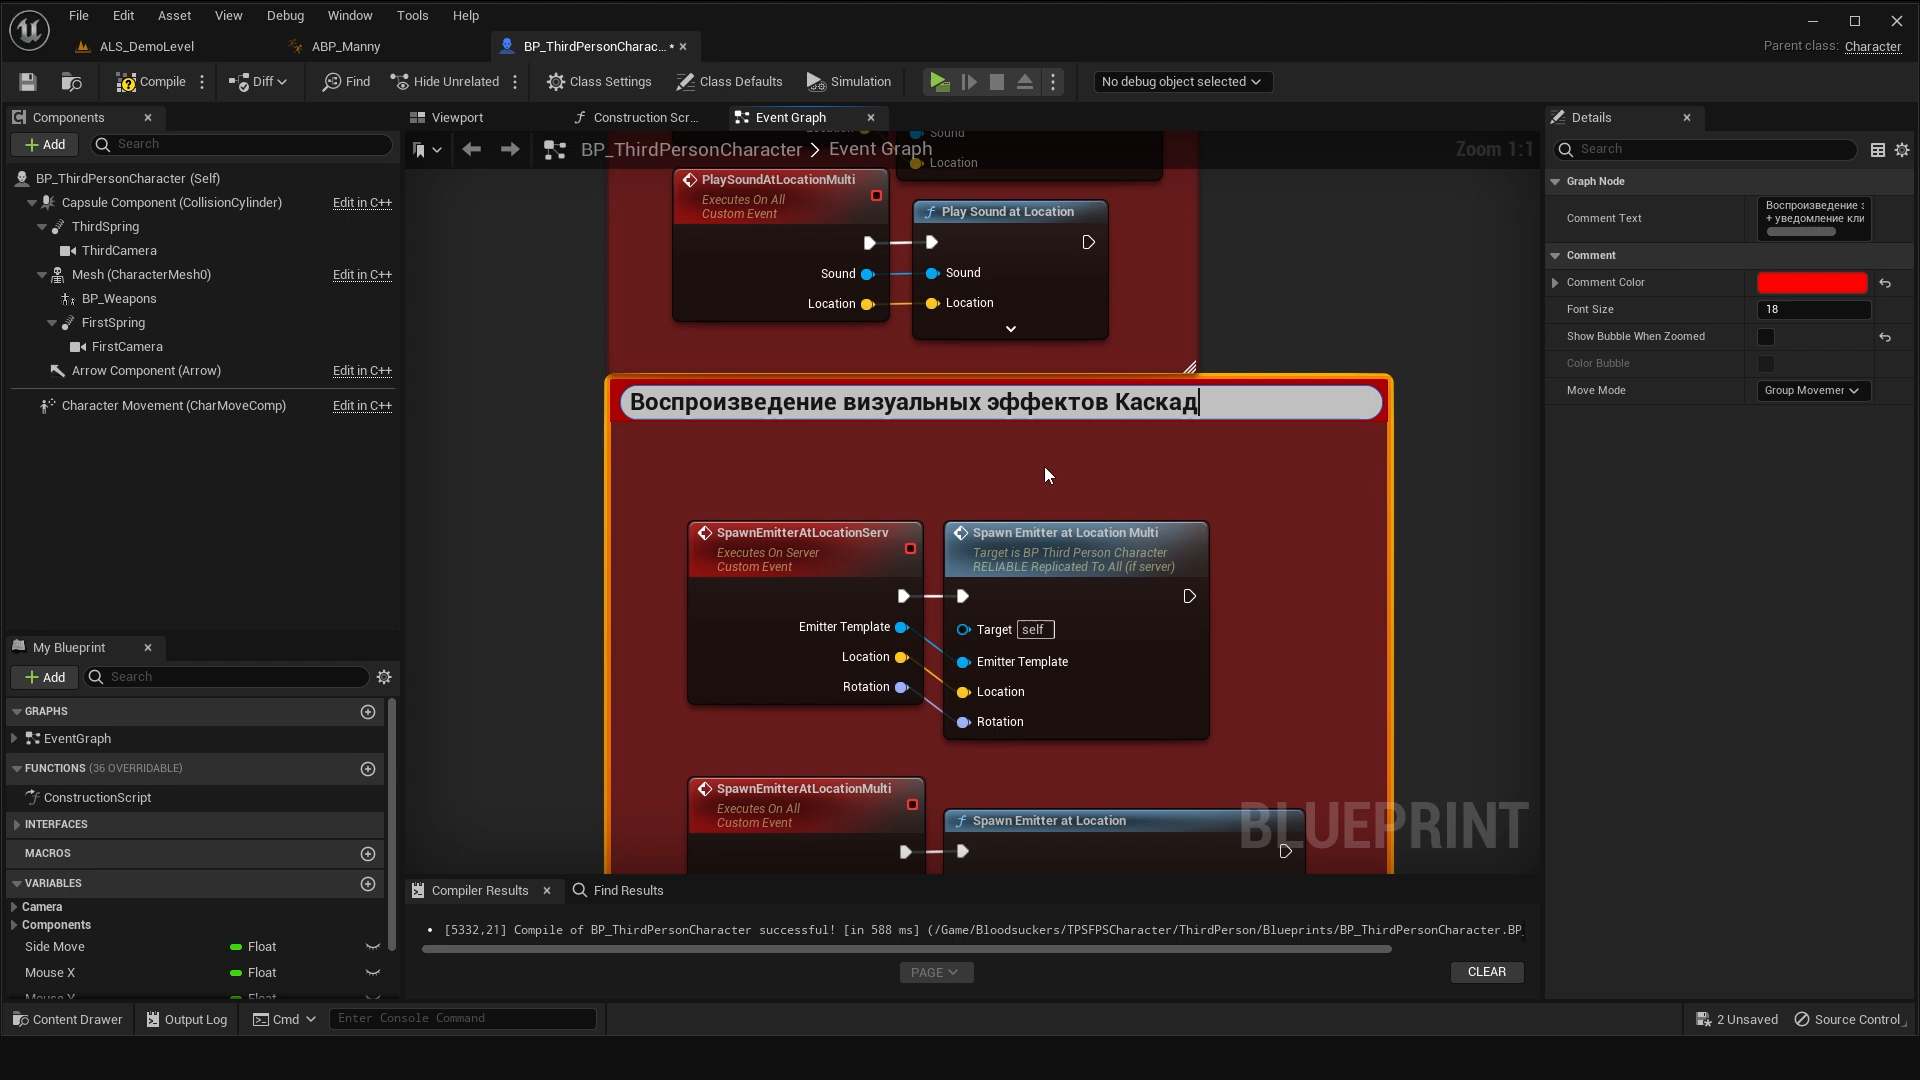 File Edit Asset View Debug Window Tools Help
ALS_DemoLevel ABP_Manny BP_ThirdPersonCharac... *
Parent class: Character
Compile Diff Find Hide Unrelated Class Settings Class Defaults Simulation No debug object selected
Components
Add Search
BP_ThirdPersonCharacter (Self)
Capsule Component (CollisionCylinder) Edit in C++
ThirdSpring
ThirdCamera
Mesh (CharacterMesh0) Edit in C++
BP_Weapons
FirstSpring
FirstCamera
Arrow Component (Arrow) Edit in C++
Character Movement (CharMoveComp) Edit in C++
My Blueprint
Add Search
GRAPHS
EventGraph
FUNCTIONS (36 OVERRIDABLE)
ConstructionScript
INTERFACES
MACROS
VARIABLES
Camera
Components
Side Move Float
Mouse X Float
Mouse Y Float
Viewport Construction Scr... Event Graph
BP_ThirdPersonCharacter > Event Graph
Zoom 1:1
Location Sound
Location
PlaySoundAtLocationMulti
Executes On All
Custom Event
Sound
Location
Play Sound at Location
Sound
Location
Воспроизведение визуальных эффектов Каскад
SpawnEmitterAtLocationServ
Executes On Server
Custom Event
Emitter Template
Location
Rotation
Spawn Emitter at Location Multi
Target is BP Third Person Character
RELIABLE Replicated To All (if server)
Target self
Emitter Template
Location
Rotation
SpawnEmitterAtLocationMulti
Executes On All
Custom Event
Spawn Emitter at Location
BLUEPRINT
Compiler Results Find Results
[5332,21] Compile of BP_ThirdPersonCharacter successful! [in 588 ms] (/Game/Bloodsuckers/TPSFPSCharacter/ThirdPerson/Blueprints/BP_ThirdPersonCharacter.BP_
PAGE CLEAR
Details
Search
Graph Node
Comment Text
Воспроизведение з
+ уведомление кли
Comment
Comment Color
Font Size 18
Show Bubble When Zoomed
Color Bubble
Move Mode Group Movemer
Content Drawer Output Log Cmd Enter Console Command 2 Unsaved Source Control